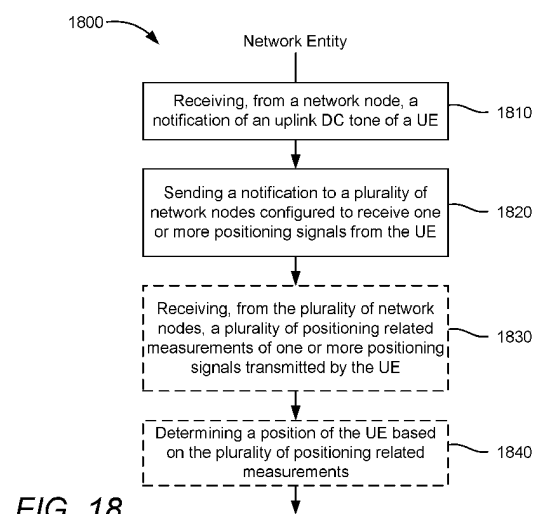 1800
Network Entity
Receiving, from a network node, a
notification of an uplink DC tone of a UE
1810
Sending a notification to a plurality of
network nodes configured to receive one
or more positioning signals from the UE
1820
Receiving, from the plurality of network
nodes, a plurality of positioning related
measurements of one or more positioning
signals transmitted by the UE
1830
Determining a position of the UE based
on the plurality of positioning related
measurements
1840
FIG. 18